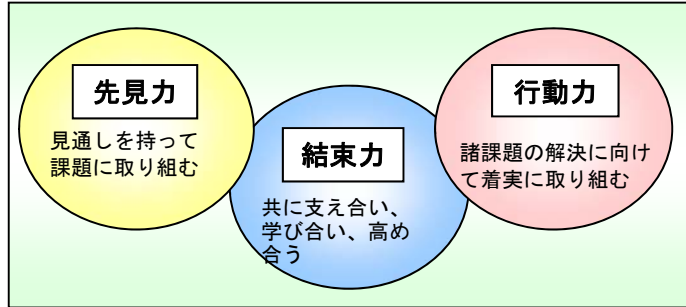 先見力
見通しを持って
課題に取り組む
結束力
共に支え合い、
学び合い、高め
合う
行動力
諸課題の解決に向け
て着実に取り組む